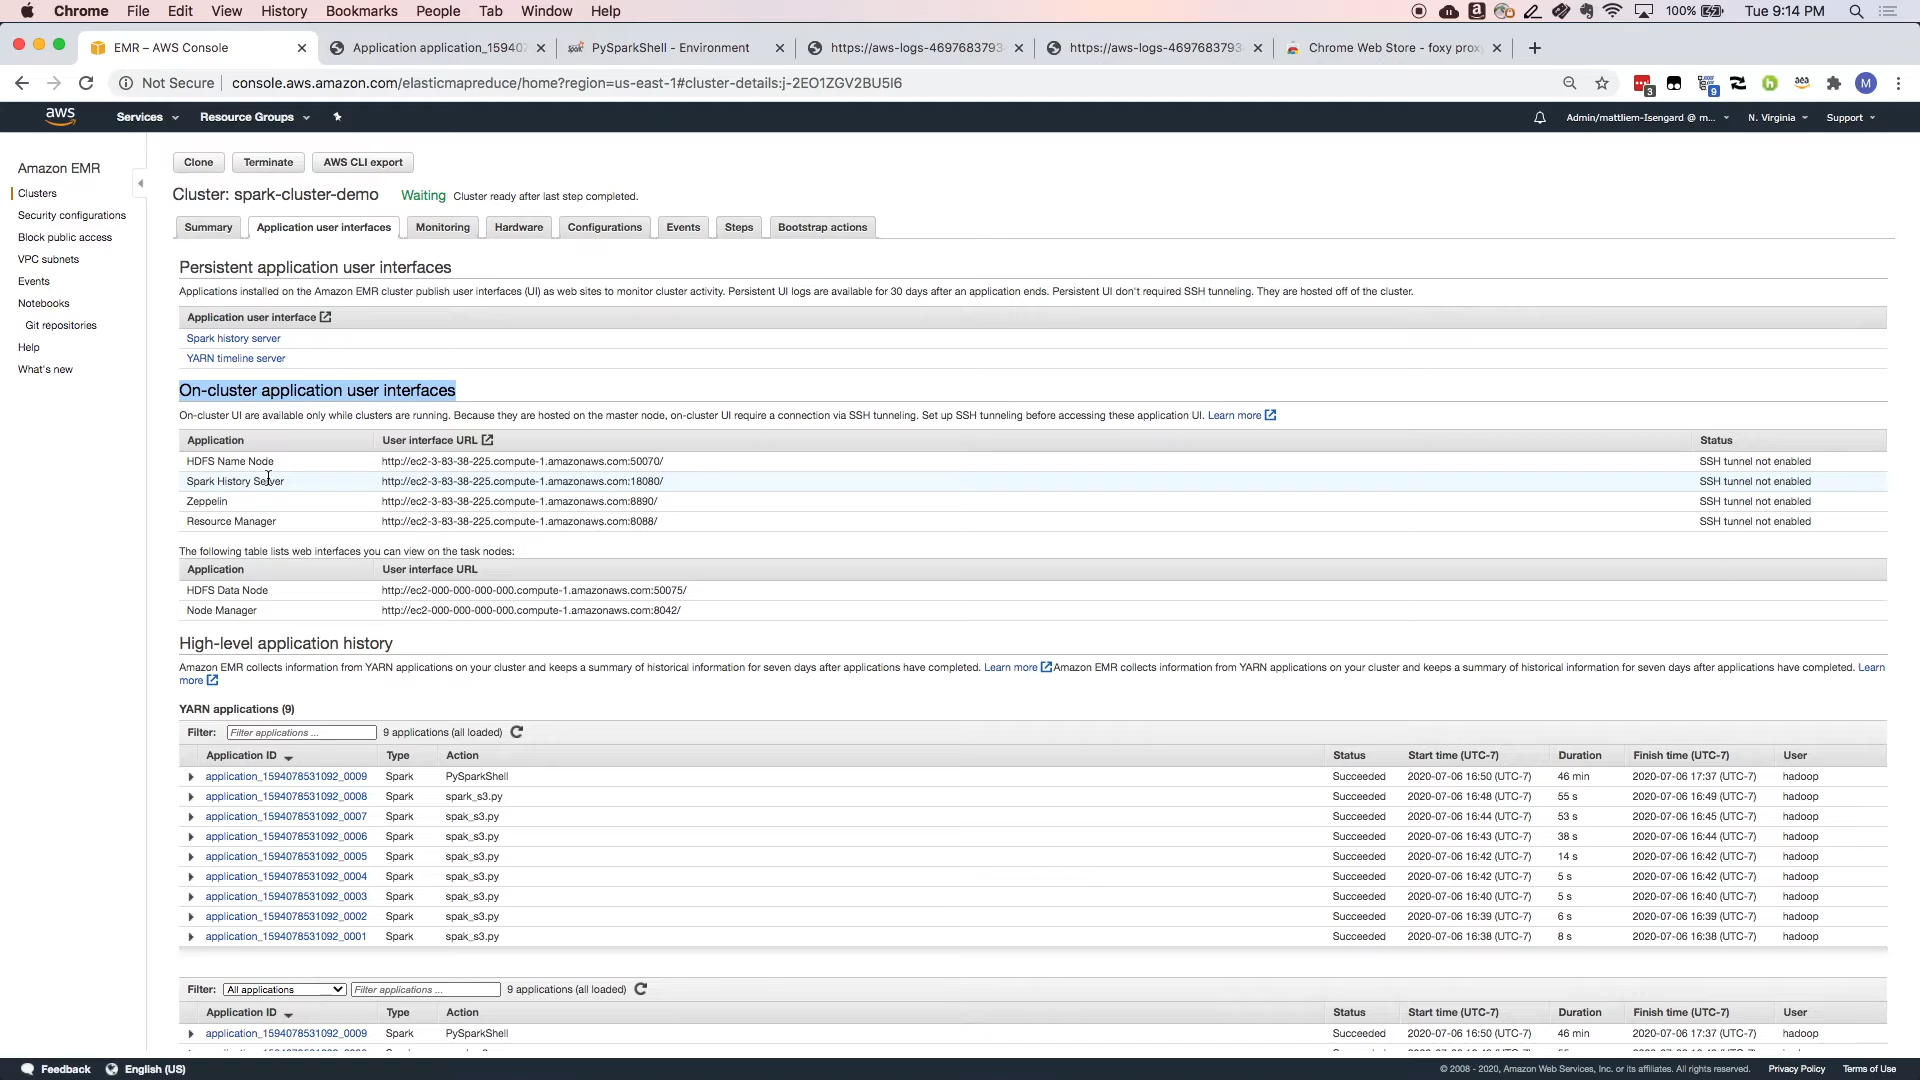 Chrome File Edit View History Bookmarks People Tab Window Help 100% Tue 9:14 PM
EMR – AWS Console Application application_15940 PySparkShell - Environment https://aws-logs-4697683793 https://aws-logs-4697683793 Chrome Web Store - foxy prox
Not Secure console.aws.amazon.com/elasticmapreduce/home?region=us-east-1#cluster-details:j-2EO1ZGV2BU5I6 3 9 M
aws Services Resource Groups Admin/mattliem-Isengard @ m... N. Virginia Support
Amazon EMR
Clusters
Security configurations
Block public access
VPC subnets
Events
Notebooks
Git repositories
Help
What's new
Clone Terminate AWS CLI export
Cluster: spark-cluster-demo Waiting Cluster ready after last step completed.
Summary Application user interfaces Monitoring Hardware Configurations Events Steps Bootstrap actions
Persistent application user interfaces
Applications installed on the Amazon EMR cluster publish user interfaces (UI) as web sites to monitor cluster activity. Persistent UI logs are available for 30 days after an application ends. Persistent UI don't required SSH tunneling. They are hosted off of the cluster.
Application user interface
Spark history server
YARN timeline server
On-cluster application user interfaces
On-cluster UI are available only while clusters are running. Because they are hosted on the master node, on-cluster UI require a connection via SSH tunneling. Set up SSH tunneling before accessing these application UI. Learn more
Application User interface URL Status
HDFS Name Node http://ec2-3-83-38-225.compute-1.amazonaws.com:50070/ SSH tunnel not enabled
Spark History Server http://ec2-3-83-38-225.compute-1.amazonaws.com:18080/ SSH tunnel not enabled
Zeppelin http://ec2-3-83-38-225.compute-1.amazonaws.com:8890/ SSH tunnel not enabled
Resource Manager http://ec2-3-83-38-225.compute-1.amazonaws.com:8088/ SSH tunnel not enabled
The following table lists web interfaces you can view on the task nodes:
Application User interface URL
HDFS Data Node http://ec2-000-000-000-000.compute-1.amazonaws.com:50075/
Node Manager http://ec2-000-000-000-000.compute-1.amazonaws.com:8042/
High-level application history
Amazon EMR collects information from YARN applications on your cluster and keeps a summary of historical information for seven days after applications have completed. Learn more Amazon EMR collects information from YARN applications on your cluster and keeps a summary of historical information for seven days after applications have completed. Learn
more
YARN applications (9)
Filter: Filter applications ... 9 applications (all loaded)
Application ID Type Action Status Start time (UTC-7) Duration Finish time (UTC-7) User
application_1594078531092_0009 Spark PySparkShell Succeeded 2020-07-06 16:50 (UTC-7) 46 min 2020-07-06 17:37 (UTC-7) hadoop
application_1594078531092_0008 Spark spark_s3.py Succeeded 2020-07-06 16:48 (UTC-7) 55 s 2020-07-06 16:49 (UTC-7) hadoop
application_1594078531092_0007 Spark spak_s3.py Succeeded 2020-07-06 16:44 (UTC-7) 53 s 2020-07-06 16:45 (UTC-7) hadoop
application_1594078531092_0006 Spark spak_s3.py Succeeded 2020-07-06 16:43 (UTC-7) 38 s 2020-07-06 16:44 (UTC-7) hadoop
application_1594078531092_0005 Spark spak_s3.py Succeeded 2020-07-06 16:42 (UTC-7) 14 s 2020-07-06 16:42 (UTC-7) hadoop
application_1594078531092_0004 Spark spak_s3.py Succeeded 2020-07-06 16:42 (UTC-7) 5 s 2020-07-06 16:42 (UTC-7) hadoop
application_1594078531092_0003 Spark spak_s3.py Succeeded 2020-07-06 16:40 (UTC-7) 5 s 2020-07-06 16:40 (UTC-7) hadoop
application_1594078531092_0002 Spark spak_s3.py Succeeded 2020-07-06 16:39 (UTC-7) 6 s 2020-07-06 16:39 (UTC-7) hadoop
application_1594078531092_0001 Spark spak_s3.py Succeeded 2020-07-06 16:38 (UTC-7) 8 s 2020-07-06 16:38 (UTC-7) hadoop
Filter: All applications Filter applications ... 9 applications (all loaded)
Application ID Type Action Status Start time (UTC-7) Duration Finish time (UTC-7) User
application_1594078531092_0009 Spark PySparkShell Succeeded 2020-07-06 16:50 (UTC-7) 46 min 2020-07-06 17:37 (UTC-7) hadoop
Feedback English (US) © 2008 - 2020, Amazon Web Services, Inc. or its affiliates. All rights reserved. Privacy Policy Terms of Use